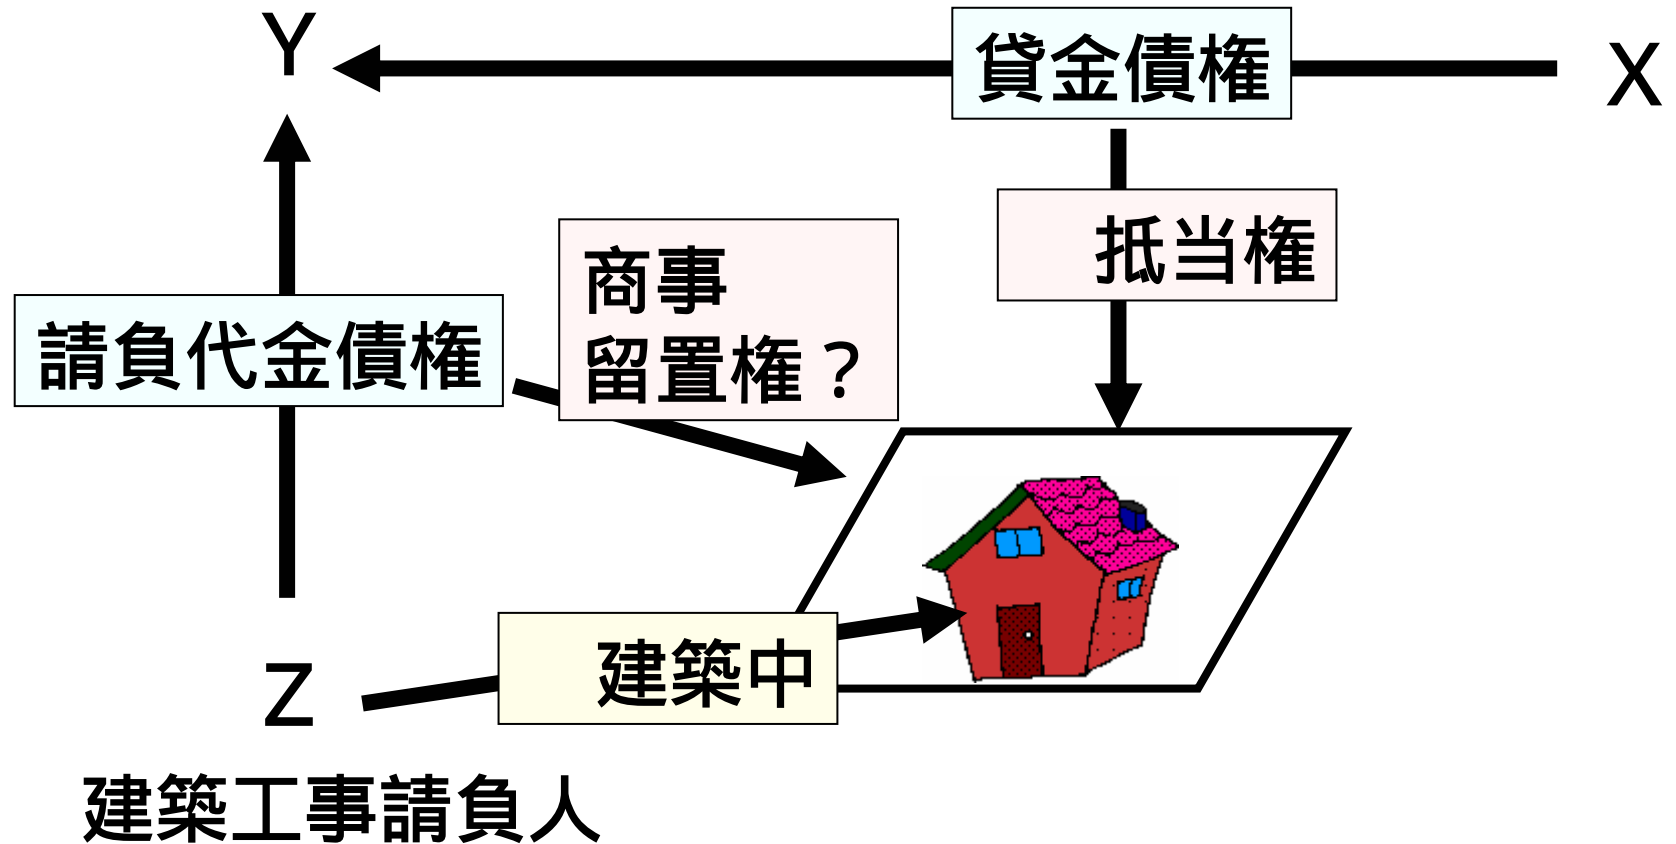 Y
貸金債権
X
抵当権
商事
留置権？
請負代金債権
建築中
Z
建築工事請負人